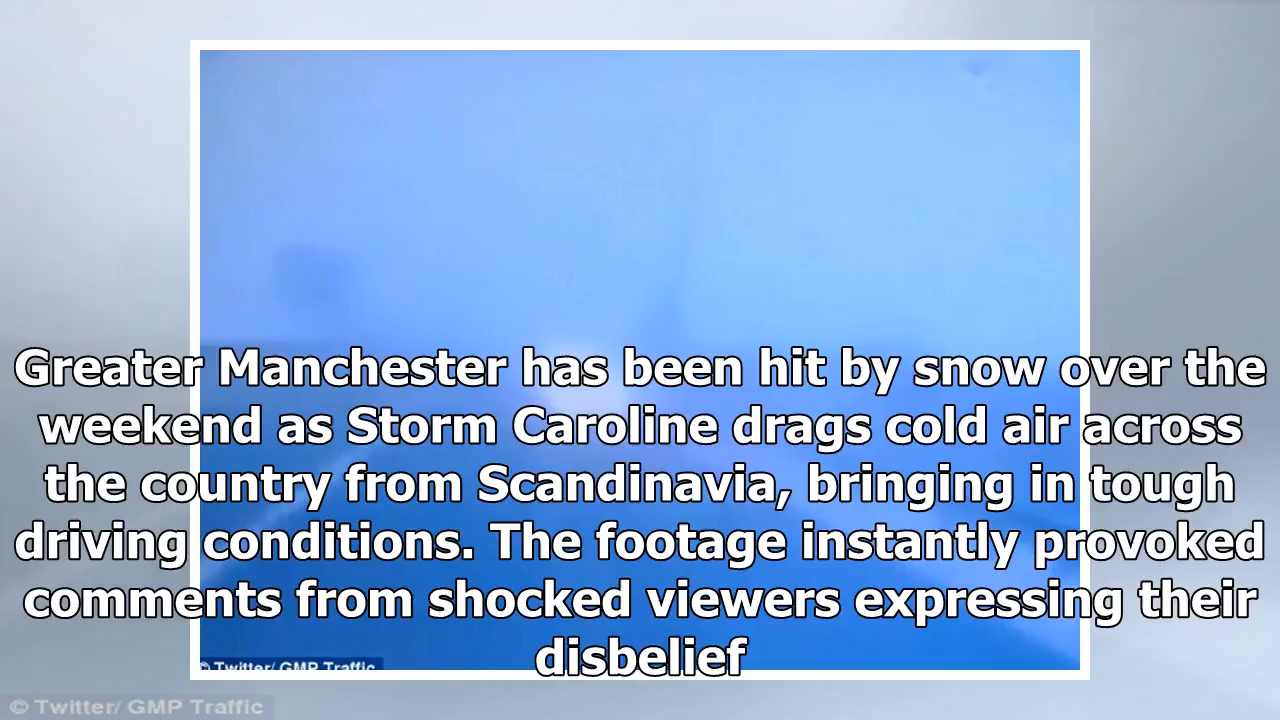 Greater Manchester has been hit by snow over the
weekend as Storm Caroline drags cold air across
the country from Scandinavia, bringing in tough
driving conditions. The footage instantly provoked
comments from shocked viewers expressing their
disbelief
© Twitter/ GMP Traffic
© Twitter/ GMP Traffic